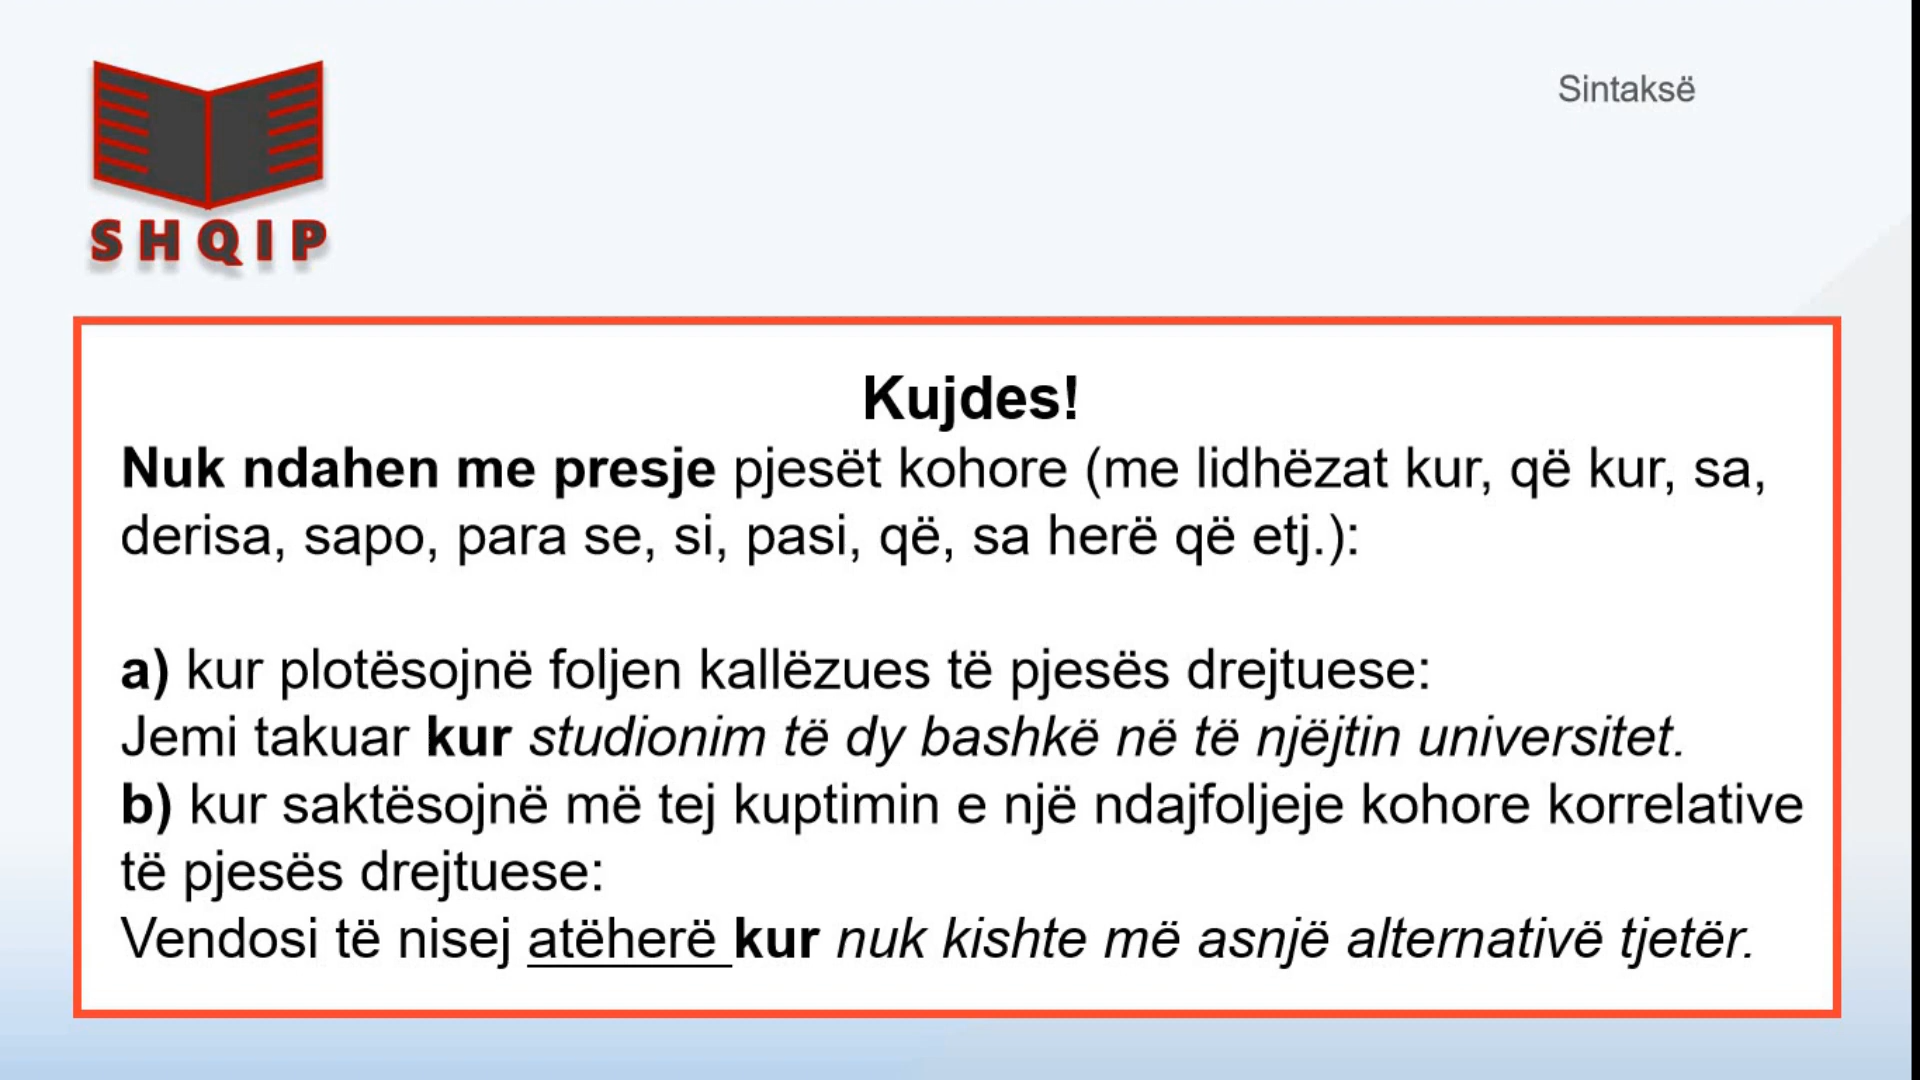 Sintaksë
SHQIP
Kujdes!
Nuk ndahen me presje pjesët kohore (me lidhëzat kur, që kur, sa,
derisa, sapo, para se, si, pasi, që, sa herë që etj.):
a) kur plotësojnë foljen kallëzues të pjesës drejtuese:
Jemi takuar kur studionim të dy bashkë në të njëjtin universitet.
b) kur saktësojnë më tej kuptimin e një ndajfoljeje kohore korrelative
të pjesës drejtuese:
Vendosi të nisej atëherë kur nuk kishte më asnjë alternativë tjetër.